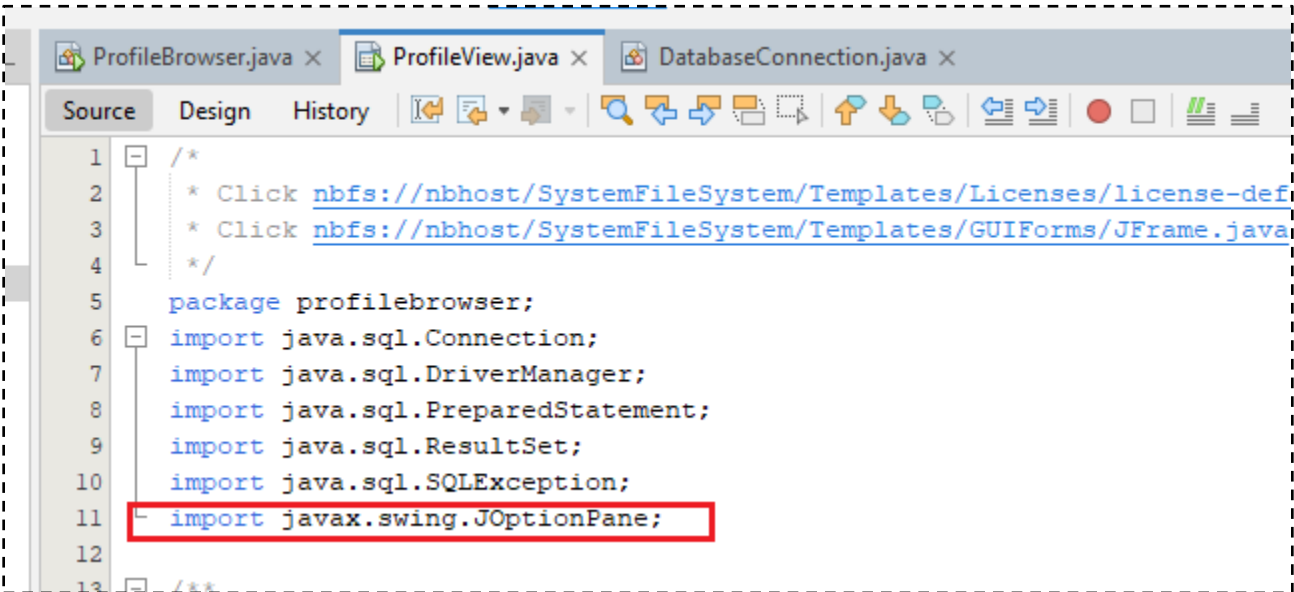 ProfileBrowser.java × ProfileView.java × DatabaseConnection.java ×
Source Design History
1 /*
2 * Click nbfs://nbhost/SystemFileSystem/Templates/Licenses/license-def
3 * Click nbfs://nbhost/SystemFileSystem/Templates/GUIForms/JFrame.java
4 */
5 package profilebrowser;
6 import java.sql.Connection;
7 import java.sql.DriverManager;
8 import java.sql.PreparedStatement;
9 import java.sql.ResultSet;
10 import java.sql.SQLException;
11 import javax.swing.JOptionPane;
12
13 /**